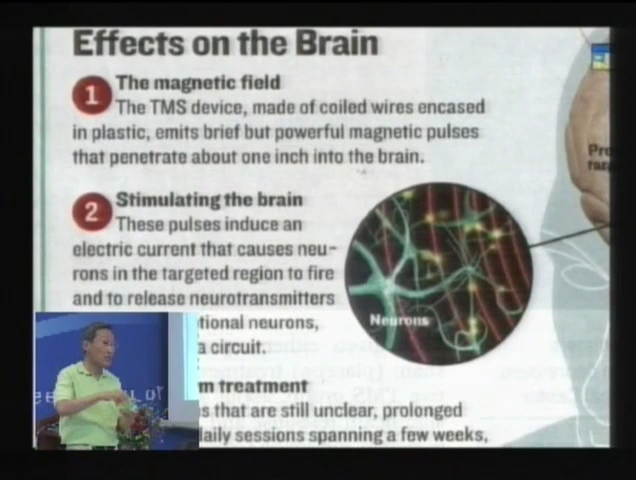 Effects on the Brain
1 The magnetic field
The TMS device, made of coiled wires encased
in plastic, emits brief but powerful magnetic pulses
that penetrate about one inch into the brain.
2 Stimulating the brain
These pulses induce an
electric current that causes neu-
rons in the targeted region to fire
and to release neurotransmitters
tional neurons,
a circuit.
m treatment
s that are still unclear, prolonged
daily sessions spanning a few weeks,
Neurons